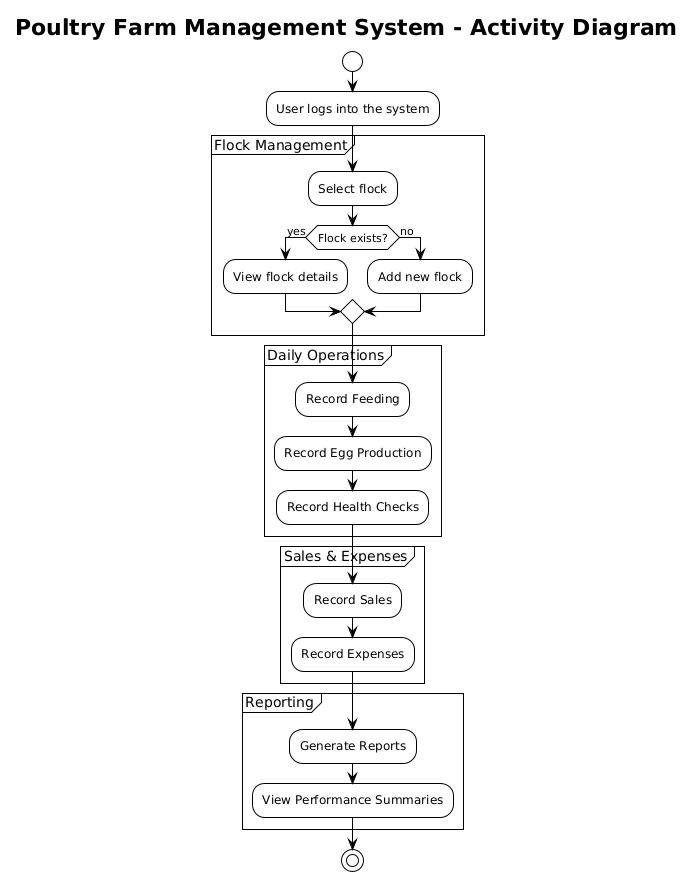 Poultry Farm Management System - Activity Diagram
User logs into the system
Flock Management
Select flock
yes
Flock exists?
no
View flock details
Add new flock
Daily Operations
Record Feeding
Record Egg Production
Record Health Checks
Sales & Expenses
Record Sales
Record Expenses
Reporting
Generate Reports
View Performance Summaries